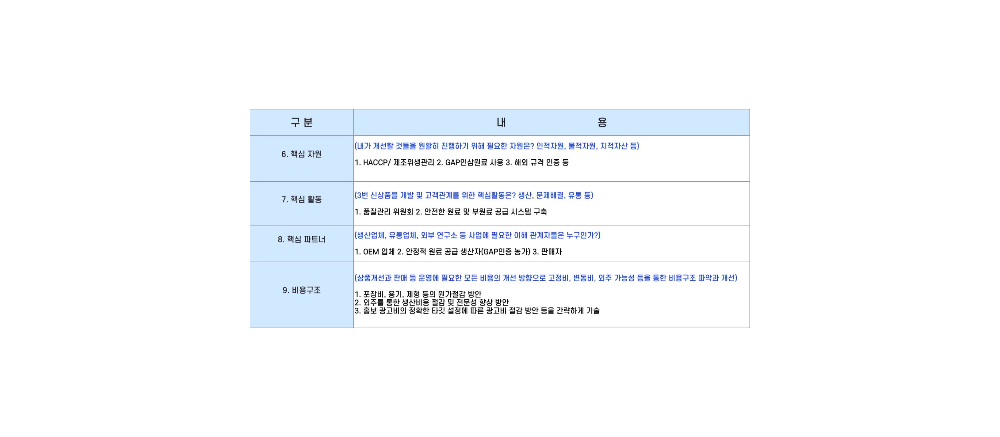 구 분
내 용
6. 핵심 자원
(내가 개선할 것들을 원활히 진행하기 위해 필요한 자원은? 인적자원, 물적자원, 지적자산 등)
1. HACCP/ 제조위생관리 2. GAP인삼원료 사용 3. 해외 규격 인증 등
7. 핵심 활동
(3번 신상품을 개발 및 고객관계를 위한 핵심활동은? 생산, 문제해결, 유통 등)
1. 품질관리 위원회 2. 안전한 원료 및 부원료 공급 시스템 구축
8. 핵심 파트너
(생산업체, 유통업체, 외부 연구소 등 사업에 필요한 이해 관계자들은 누구인가?)
1. OEM 업체 2. 안정적 원료 공급 생산자(GAP인증 농가) 3. 판매자
9. 비용구조
(상품개선과 판매 등 운영에 필요한 모든 비용의 개선 방향으로 고정비, 변동비, 외주 가능성 등을 통한 비용구조 파악과 개선)
1. 포장비, 용기, 제형 등의 원가절감 방안
2. 외주를 통한 생산비용 절감 및 전문성 향상 방안
3. 홍보 광고비의 정확한 타깃 설정에 따른 광고비 절감 방안 등을 간략하게 기술